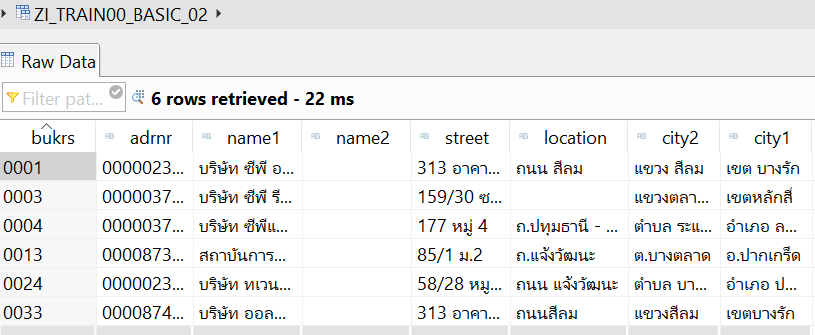 ZI_TRAIN00_BASIC_02
Raw Data
Filter pat... 6 rows retrieved - 22 ms
bukrs adrnr name1 name2 street location city2 city1
0001 0000023... บริษัท ซีพี อ... 313 อาคา... ถนน สีลม แขวง สีลม เขต บางรัก
0003 0000037... บริษัท ซีพี รี... 159/30 ซ... แขวงตลา... เขตหลักสี่
0004 0000037... บริษัท ซีพีแ... 177 หมู่ 4 ถ.ปทุมธานี - ... ตำบล ระแ... อำเภอ ล...
0013 0000873... สถาบันการ... 85/1 ม.2 ถ.แจ้งวัฒนะ ต.บางตลาด อ.ปากเกร็ด
0024 0000023... บริษัท ทเวน... 58/28 หมู... ถนน แจ้งวัฒนะ ตำบล บา... อำเภอ ป...
0033 0000874... บริษัท ออล... 313 อาคา... ถนนสีลม แขวงสีลม เขตบางรัก